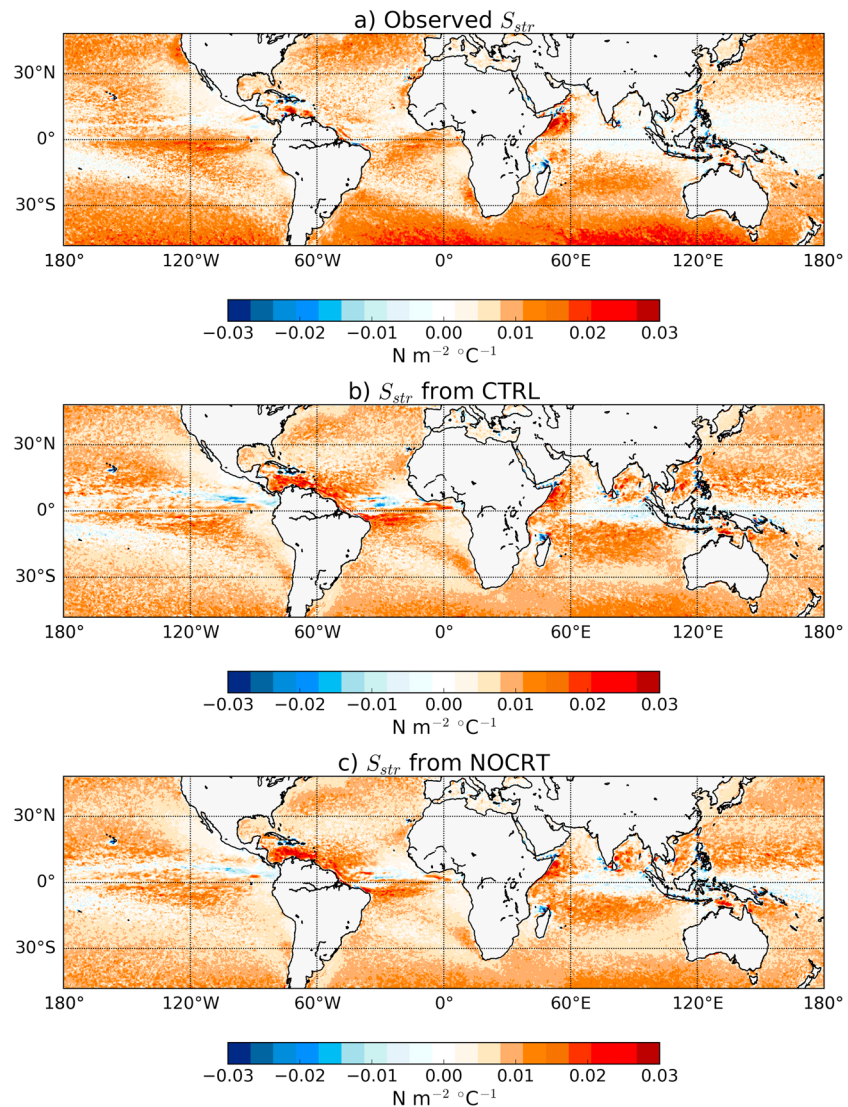 a) Observed S_str
30°N
0°
30°S
180° 120°W 60°W 0° 60°E 120°E 180°
−0.03 −0.02 −0.01 0.00 0.01 0.02 0.03
N m⁻² °C⁻¹
b) S_str from CTRL
30°N
0°
30°S
180° 120°W 60°W 0° 60°E 120°E 180°
−0.03 −0.02 −0.01 0.00 0.01 0.02 0.03
N m⁻² °C⁻¹
c) S_str from NOCRT
30°N
0°
30°S
180° 120°W 60°W 0° 60°E 120°E 180°
−0.03 −0.02 −0.01 0.00 0.01 0.02 0.03
N m⁻² °C⁻¹